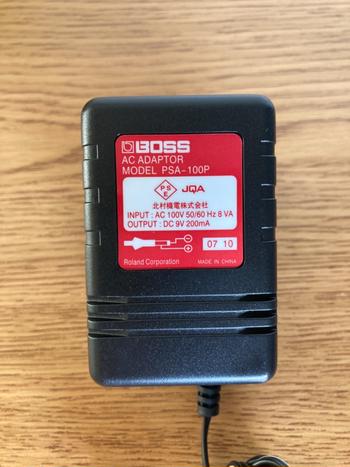 BOSS
AC ADAPTOR
MODEL PSA-100P
PSE JQA
北村機電株式会社
INPUT : AC 100V 50/60 Hz 8 VA
OUTPUT : DC 9V 200mA
07 10
Roland Corporation MADE IN CHINA